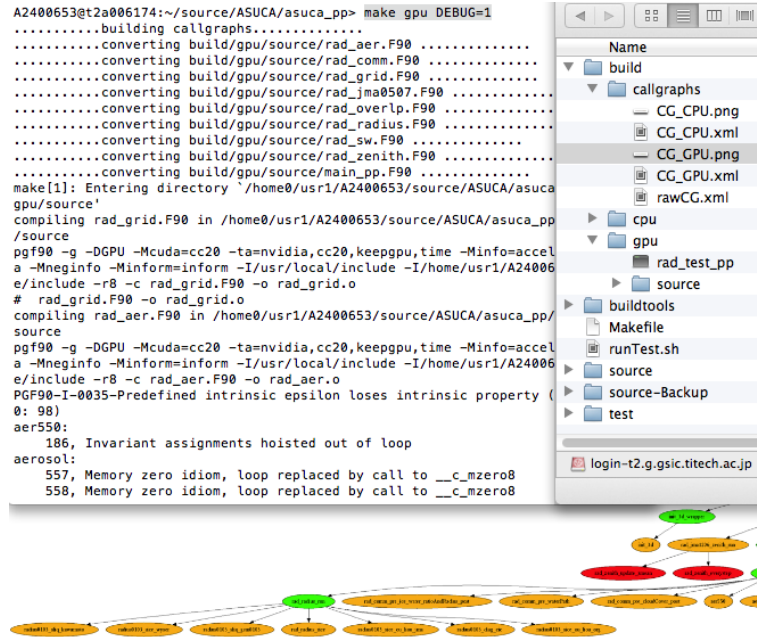 A2400653@t2a006174:~/source/ASUCA/asuca_pp> make gpu DEBUG=1
...........building callgraphs..............
...........converting build/gpu/source/rad_aer.F90 ..............
...........converting build/gpu/source/rad_comm.F90 ..............
...........converting build/gpu/source/rad_grid.F90 ..............
...........converting build/gpu/source/rad_jma0507.F90 ..............
...........converting build/gpu/source/rad_overlp.F90 ..............
...........converting build/gpu/source/rad_radius.F90 ..............
...........converting build/gpu/source/rad_sw.F90 ..............
...........converting build/gpu/source/rad_zenith.F90 ..............
...........converting build/gpu/source/main_pp.F90 ..............
make[1]: Entering directory `/home0/usr1/A2400653/source/ASUCA/asuca
gpu/source'
compiling rad_grid.F90 in /home0/usr1/A2400653/source/ASUCA/asuca_pp
/source
pgf90 -g -DGPU -Mcuda=cc20 -ta=nvidia,cc20,keepgpu,time -Minfo=accel
a -Mneginfo -Minform=inform -I/usr/local/include -I/home/usr1/A24006
e/include -r8 -c rad_grid.F90 -o rad_grid.o
#  rad_grid.F90 -o rad_grid.o
compiling rad_aer.F90 in /home0/usr1/A2400653/source/ASUCA/asuca_pp/
source
pgf90 -g -DGPU -Mcuda=cc20 -ta=nvidia,cc20,keepgpu,time -Minfo=accel
a -Mneginfo -Minform=inform -I/usr/local/include -I/home/usr1/A24006
e/include -r8 -c rad_aer.F90 -o rad_aer.o
PGF90-I-0035-Predefined intrinsic epsilon loses intrinsic property (
0: 98)
aer550:
186, Invariant assignments hoisted out of loop
aerosol:
557, Memory zero idiom, loop replaced by call to __c_mzero8
558, Memory zero idiom, loop replaced by call to __c_mzero8
Name
build
callgraphs
CG_CPU.png
CG_CPU.xml
CG_GPU.png
CG_GPU.xml
rawCG.xml
cpu
gpu
rad_test_pp
source
buildtools
Makefile
runTest.sh
source
source-Backup
test
login-t2.g.gsic.titech.ac.jp